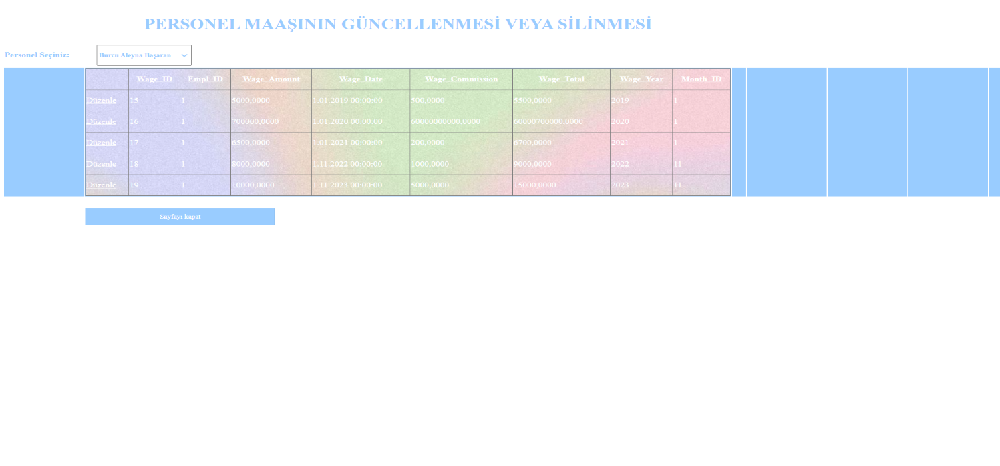 PERSONEL MAAŞININ GÜNCELLENMESİ VEYA SİLİNMESİ
Personel Seçiniz: Burcu Aleyna Başaran
Wage_ID Empl_ID Wage_Amount Wage_Date Wage_Commission Wage_Total Wage_Year Month_ID
Düzenle 15 1 5000,0000 1.01.2019 00:00:00 500,0000 5500,0000 2019 1
Düzenle 16 1 700000,0000 1.01.2020 00:00:00 60000000000,0000 60000700000,0000 2020 1
Düzenle 17 1 6500,0000 1.01.2021 00:00:00 200,0000 6700,0000 2021 1
Düzenle 18 1 8000,0000 1.11.2022 00:00:00 1000,0000 9000,0000 2022 11
Düzenle 19 1 10000,0000 1.11.2023 00:00:00 5000,0000 15000,0000 2023 11
Sayfayı kapat